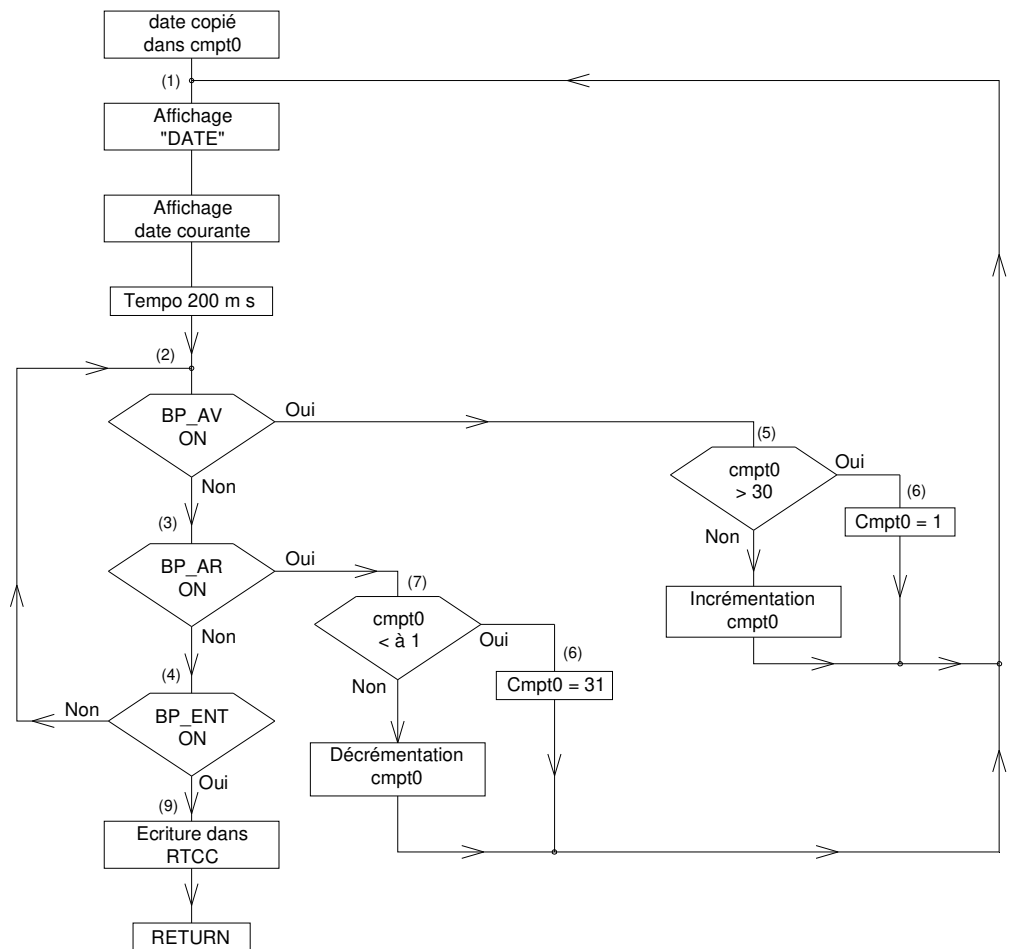 date copié
dans cmpt0
(1)
Affichage
"DATE"
Affichage
date courante
Tempo 200 m s
(2)
BP_AV
ON
Oui
Non
(5)
cmpt0
> 30
Oui
Non
(6)
Cmpt0 = 1
Incrémentation
cmpt0
(3)
BP_AR
ON
Oui
Non
(7)
cmpt0
< à 1
Oui
Non
(6)
Cmpt0 = 31
Décrémentation
cmpt0
(4)
BP_ENT
ON
Non
Oui
(9)
Ecriture dans
RTCC
RETURN